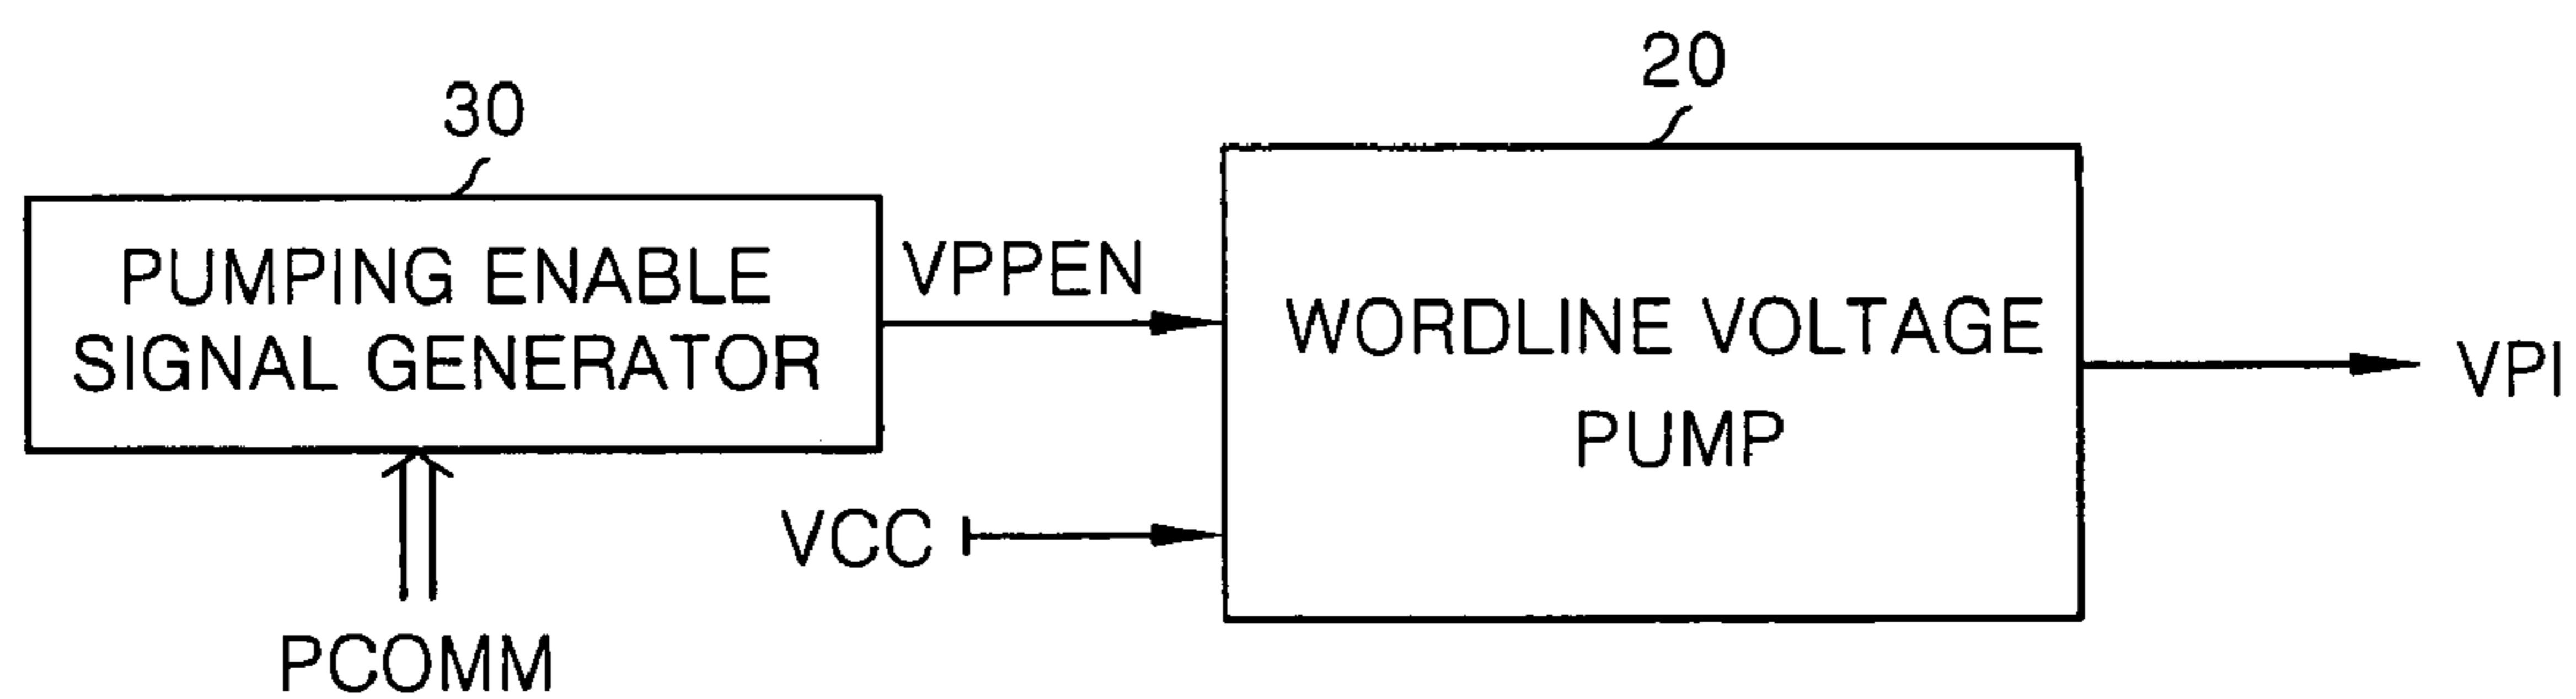 30
PUMPING ENABLE
SIGNAL GENERATOR
PCOMM
VPPEN
VCC
20
WORDLINE VOLTAGE
PUMP
VPI